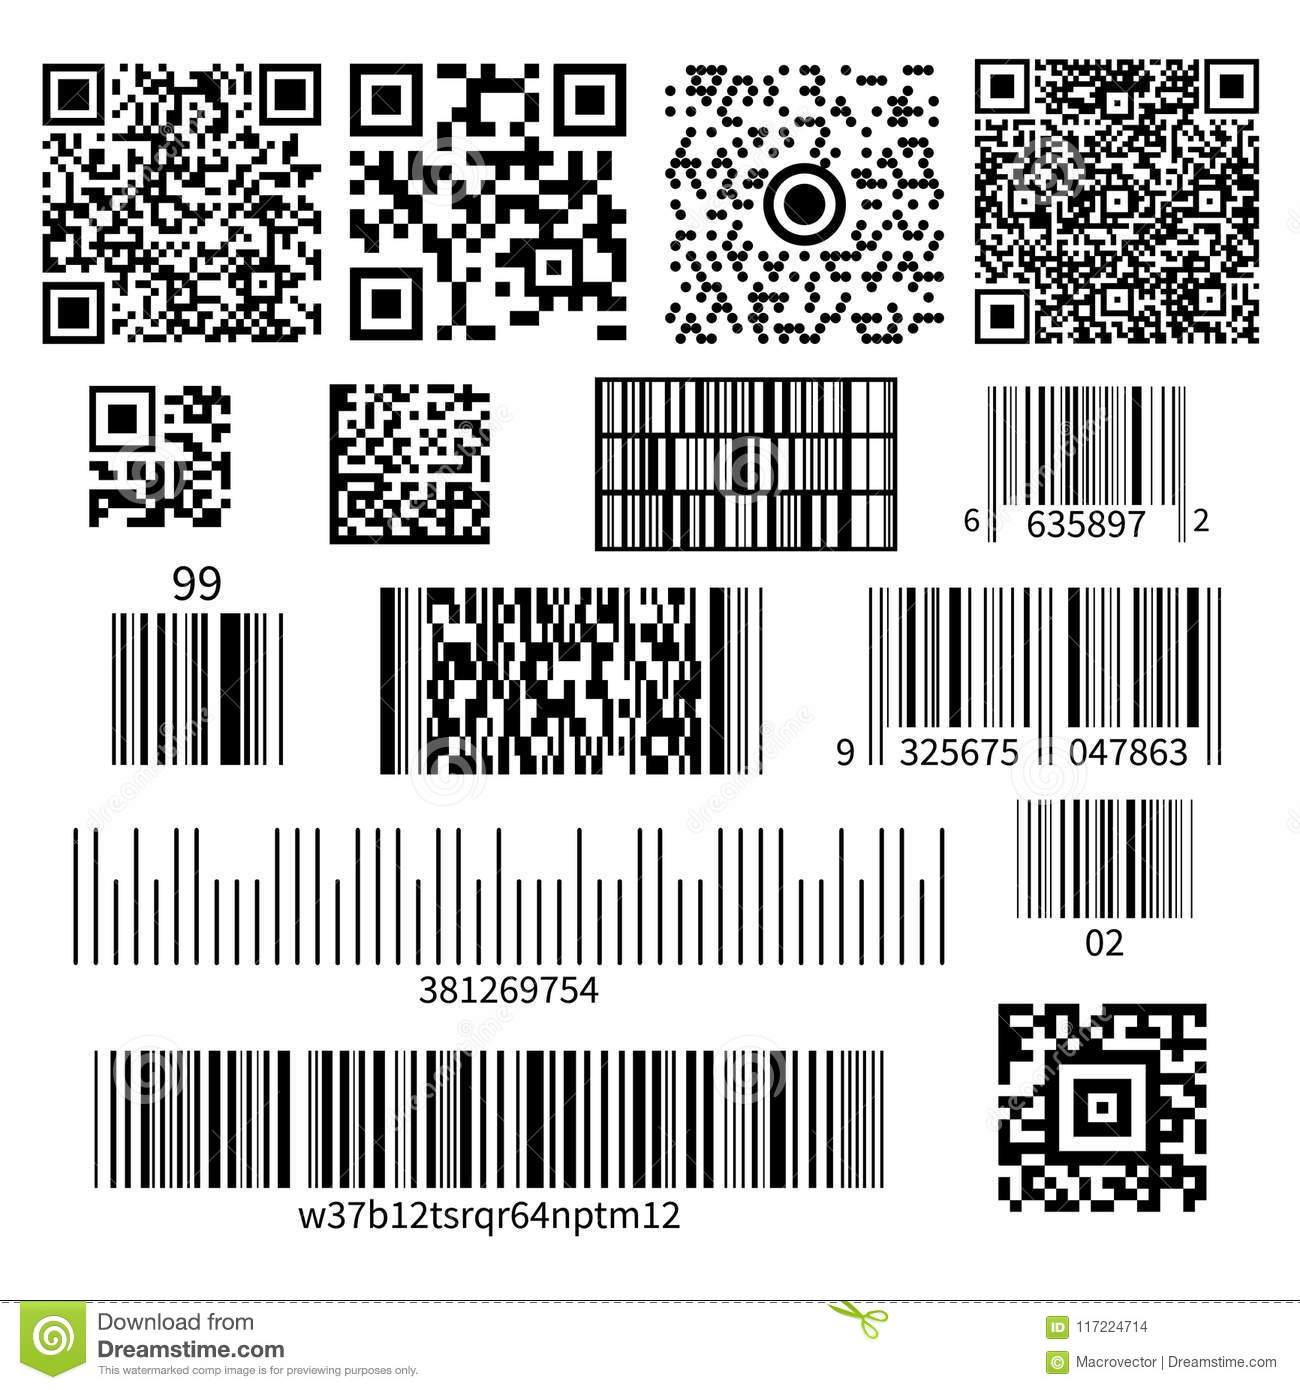 6 635897 2
99
9 325675 047863
381269754
02
w37b12tsrqr64nptm12
Download from
Dreamstime.com
This watermarked comp image is for previewing purposes only.
ID 117224714
© Macrovector | Dreamstime.com
dreamstime